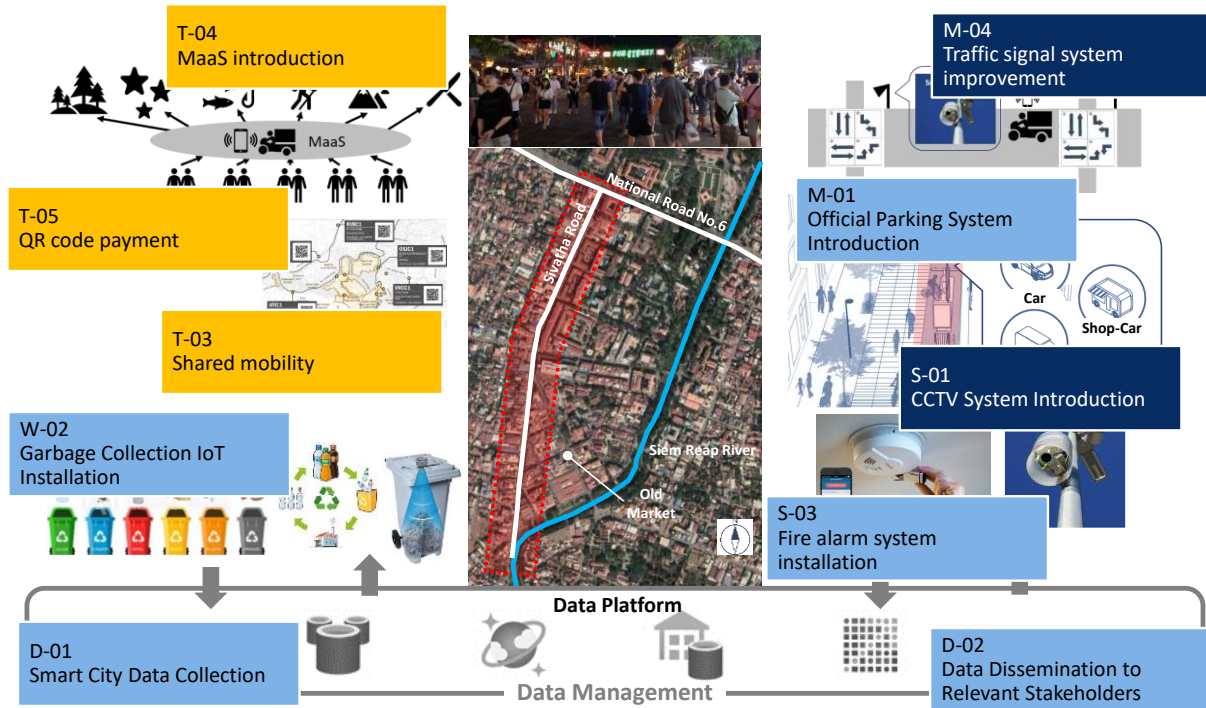 T-04
MaaS introduction
MaaS
T-05
QR code payment
T-03
Shared mobility
W-02
Garbage Collection IoT
Installation
PUB STREET
National Road No.6
Sivatha Road
Siem Reap River
Old
Market
M-04
Traffic signal system
improvement
M-01
Official Parking System
Introduction
Car
Shop-Car
S-01
CCTV System Introduction
S-03
Fire alarm system
installation
Data Platform
D-01
Smart City Data Collection
Data Management
D-02
Data Dissemination to
Relevant Stakeholders